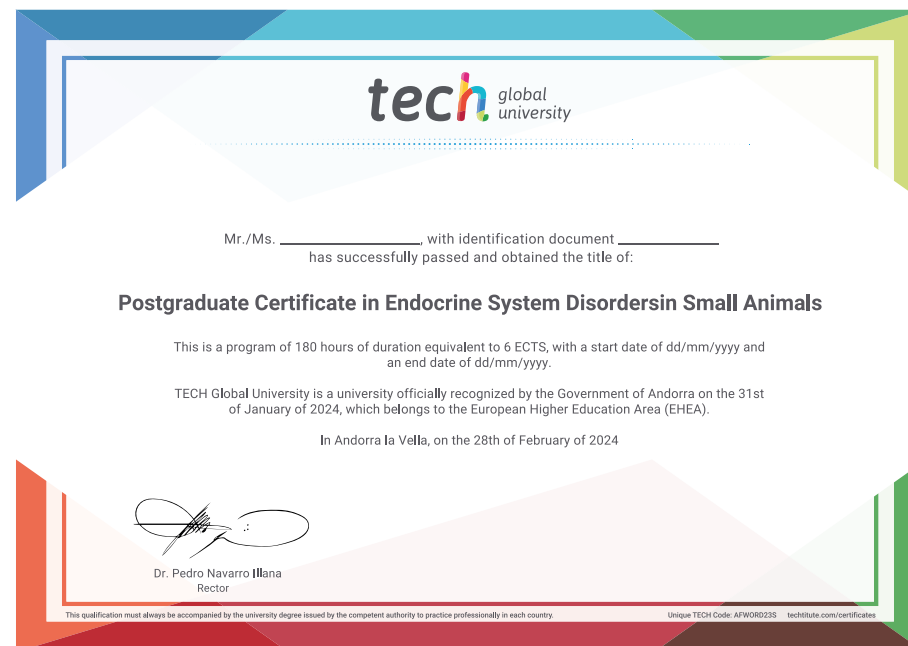 tech global
university
Mr./Ms. ____________________, with identification document ______________
has successfully passed and obtained the title of:
Postgraduate Certificate in Endocrine System Disordersin Small Animals
This is a program of 180 hours of duration equivalent to 6 ECTS, with a start date of dd/mm/yyyy and
an end date of dd/mm/yyyy.
TECH Global University is a university officially recognized by the Government of Andorra on the 31st
of January of 2024, which belongs to the European Higher Education Area (EHEA).
In Andorra la Vella, on the 28th of February of 2024
Dr. Pedro Navarro Illana
Rector
This qualification must always be accompanied by the university degree issued by the competent authority to practice professionally in each country. Unique TECH Code: AFWORD23S techtitute.com/certificates